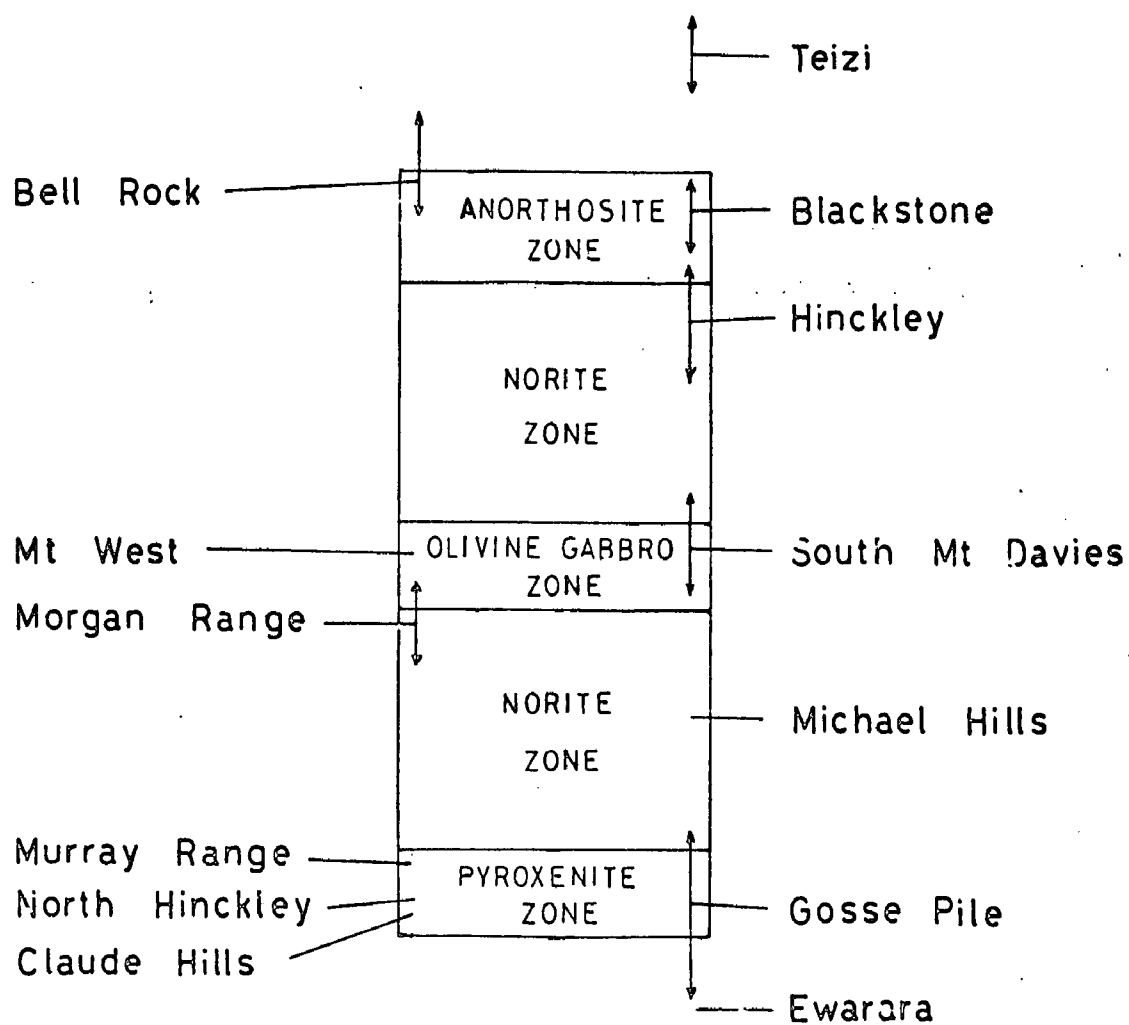 Teizi
Bell Rock
ANORTHOSITE
ZONE
Blackstone
Hinckley
NORITE
ZONE
Mt West
OLIVINE GABBRO
ZONE
South Mt Davies
Morgan Range
NORITE
ZONE
Michael Hills
Murray Range
North Hinckley
Claude Hills
PYROXENITE
ZONE
Gosse Pile
Ewarara